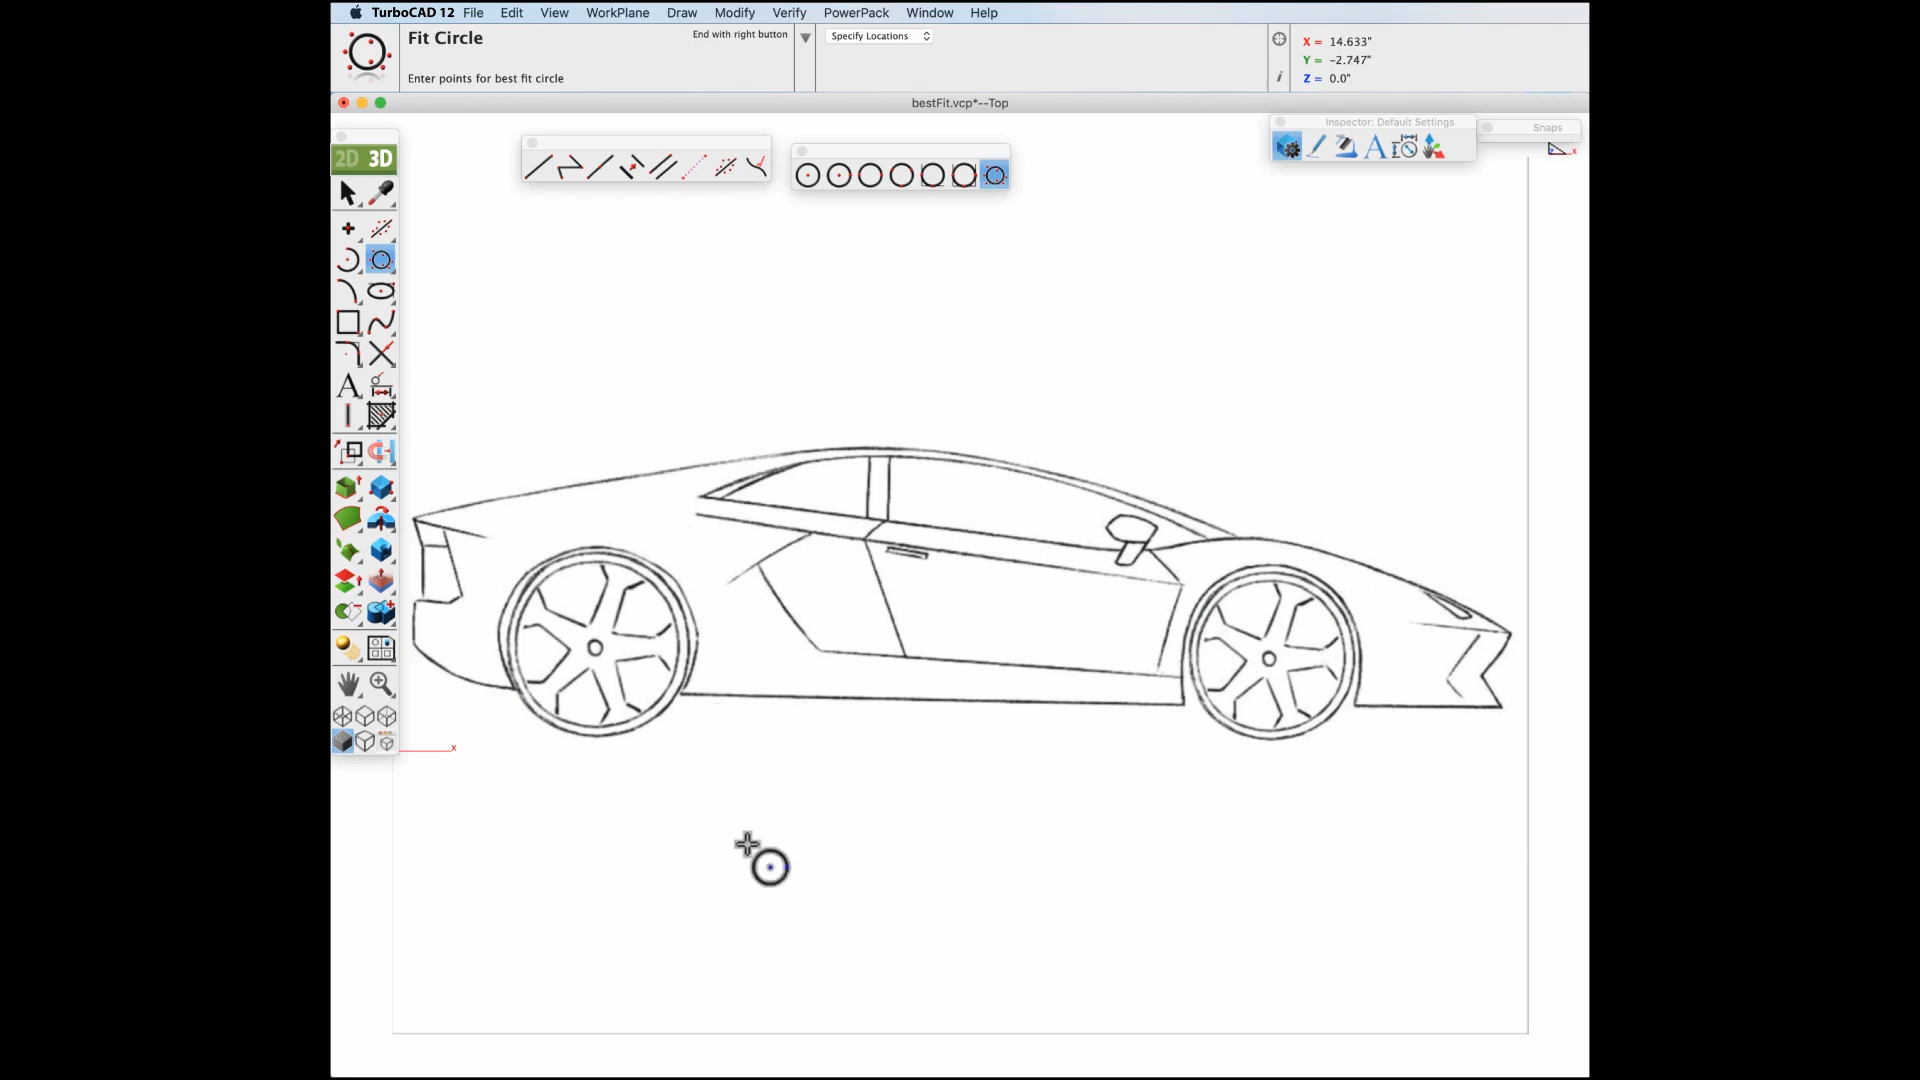 TurboCAD 12 File Edit View WorkPlane Draw Modify Verify PowerPack Window Help
Fit Circle
End with right button
Specify Locations
Enter points for best fit circle
X = 14.633"
Y = -2.747"
Z = 0.0"
bestFit.vcp*--Top
Inspector: Default Settings
Snaps
2D 3D
A
A
x
x